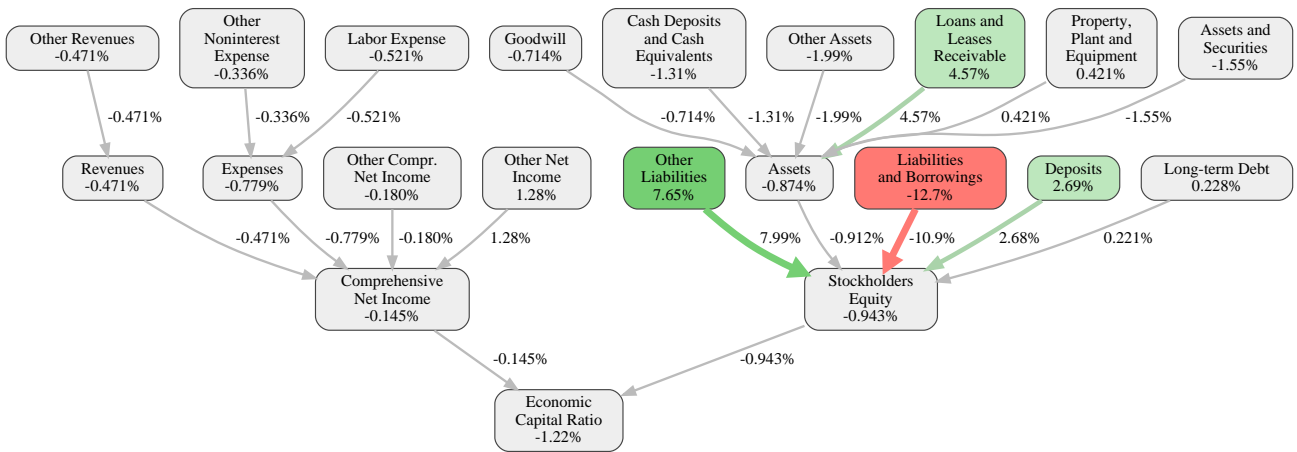 Other Revenues
-0.471%
Other
Noninterest
Expense
-0.336%
Labor Expense
-0.521%
Goodwill
-0.714%
Cash Deposits
and Cash
Equivalents
-1.31%
Other Assets
-1.99%
Loans and
Leases
Receivable
4.57%
Property,
Plant and
Equipment
0.421%
Assets and
Securities
-1.55%
-0.471%
-0.336%
-0.521%
-0.714%
-1.31%
-1.99%
4.57%
0.421%
-1.55%
Revenues
-0.471%
Expenses
-0.779%
Other Compr.
Net Income
-0.180%
Other Net
Income
1.28%
Other
Liabilities
7.65%
Assets
-0.874%
Liabilities
and Borrowings
-12.7%
Deposits
2.69%
Long-term Debt
0.228%
-0.471%
-0.779%
-0.180%
1.28%
7.99%
-0.912%
-10.9%
2.68%
0.221%
Comprehensive
Net Income
-0.145%
Stockholders
Equity
-0.943%
-0.145%
-0.943%
Economic
Capital Ratio
-1.22%